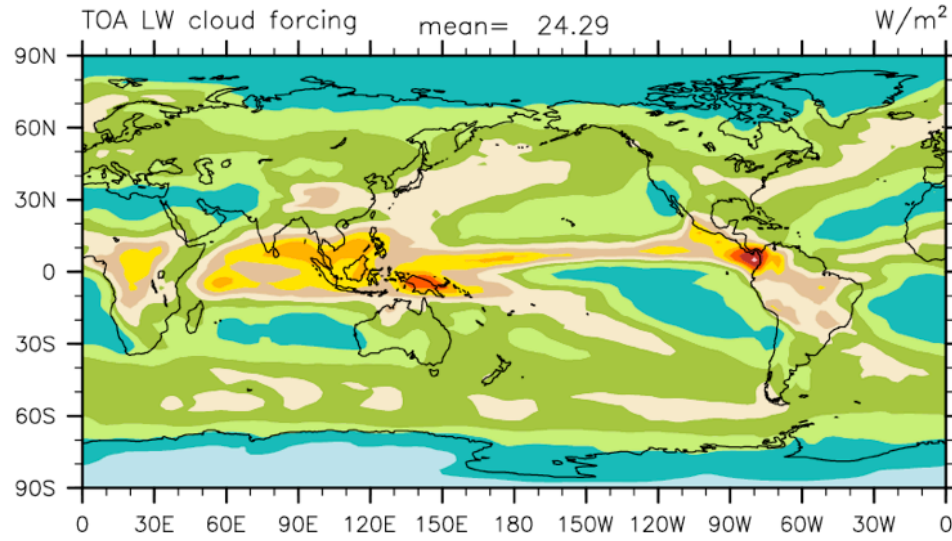 TOA LW cloud forcing mean= 24.29 W/m²
90N
60N
30N
0
30S
60S
90S
0 30E 60E 90E 120E 150E 180 150W 120W 90W 60W 30W 0